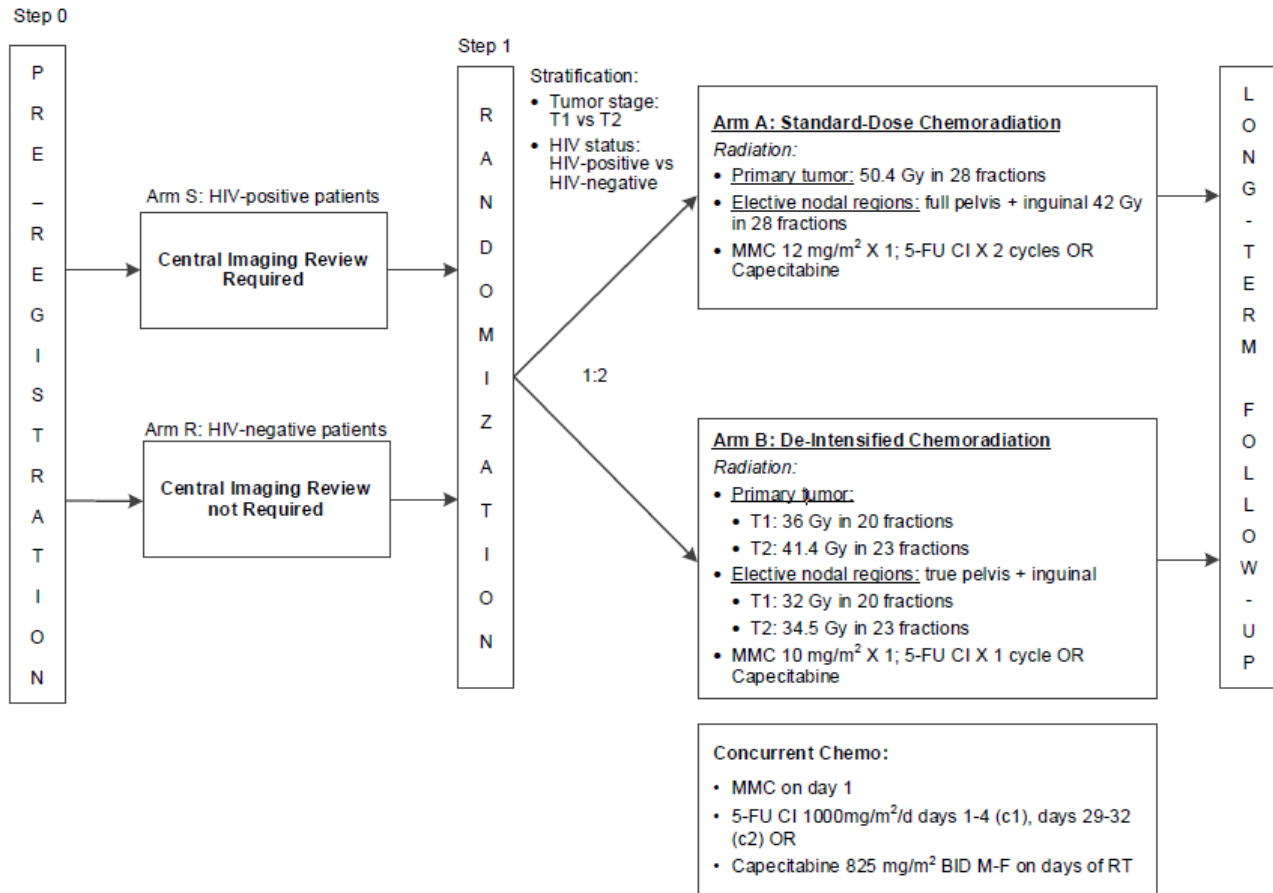 Step 0
P
R
E
–
R
E
G
I
S
T
R
A
T
I
O
N
Arm S: HIV-positive patients
Central Imaging Review
Required
Arm R: HIV-negative patients
Central Imaging Review
not Required
Step 1
R
A
N
D
O
M
I
Z
A
T
I
O
N
Stratification:
• Tumor stage:
T1 vs T2
• HIV status:
HIV-positive vs
HIV-negative
1:2
Arm A: Standard-Dose Chemoradiation
Radiation:
• Primary tumor: 50.4 Gy in 28 fractions
• Elective nodal regions: full pelvis + inguinal 42 Gy
in 28 fractions
• MMC 12 mg/m² X 1; 5-FU CI X 2 cycles OR
Capecitabine
Arm B: De-Intensified Chemoradiation
Radiation:
• Primary tumor:
• T1: 36 Gy in 20 fractions
• T2: 41.4 Gy in 23 fractions
• Elective nodal regions: true pelvis + inguinal
• T1: 32 Gy in 20 fractions
• T2: 34.5 Gy in 23 fractions
• MMC 10 mg/m² X 1; 5-FU CI X 1 cycle OR
Capecitabine
Concurrent Chemo:
• MMC on day 1
• 5-FU CI 1000mg/m²/d days 1-4 (c1), days 29-32
(c2) OR
• Capecitabine 825 mg/m² BID M-F on days of RT
L
O
N
G
-
T
E
R
M
F
O
L
L
O
W
-
U
P